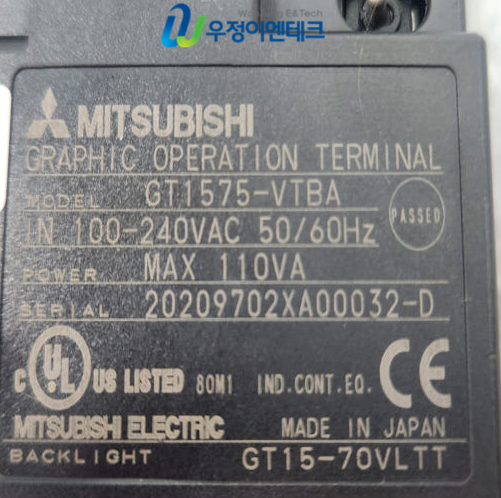 Woojung E&Tech
우정이엔테크
MITSUBISHI
GRAPHIC OPERATION TERMINAL
MODEL GT1575-VTBA
PASSED
IN 100-240VAC 50/60Hz
POWER MAX 110VA
SERIAL 20209702XA00032-D
C UL US LISTED 80M1 IND.CONT.EQ. CE
MITSUBISHI ELECTRIC MADE IN JAPAN
BACKLIGHT GT15-70VLTT